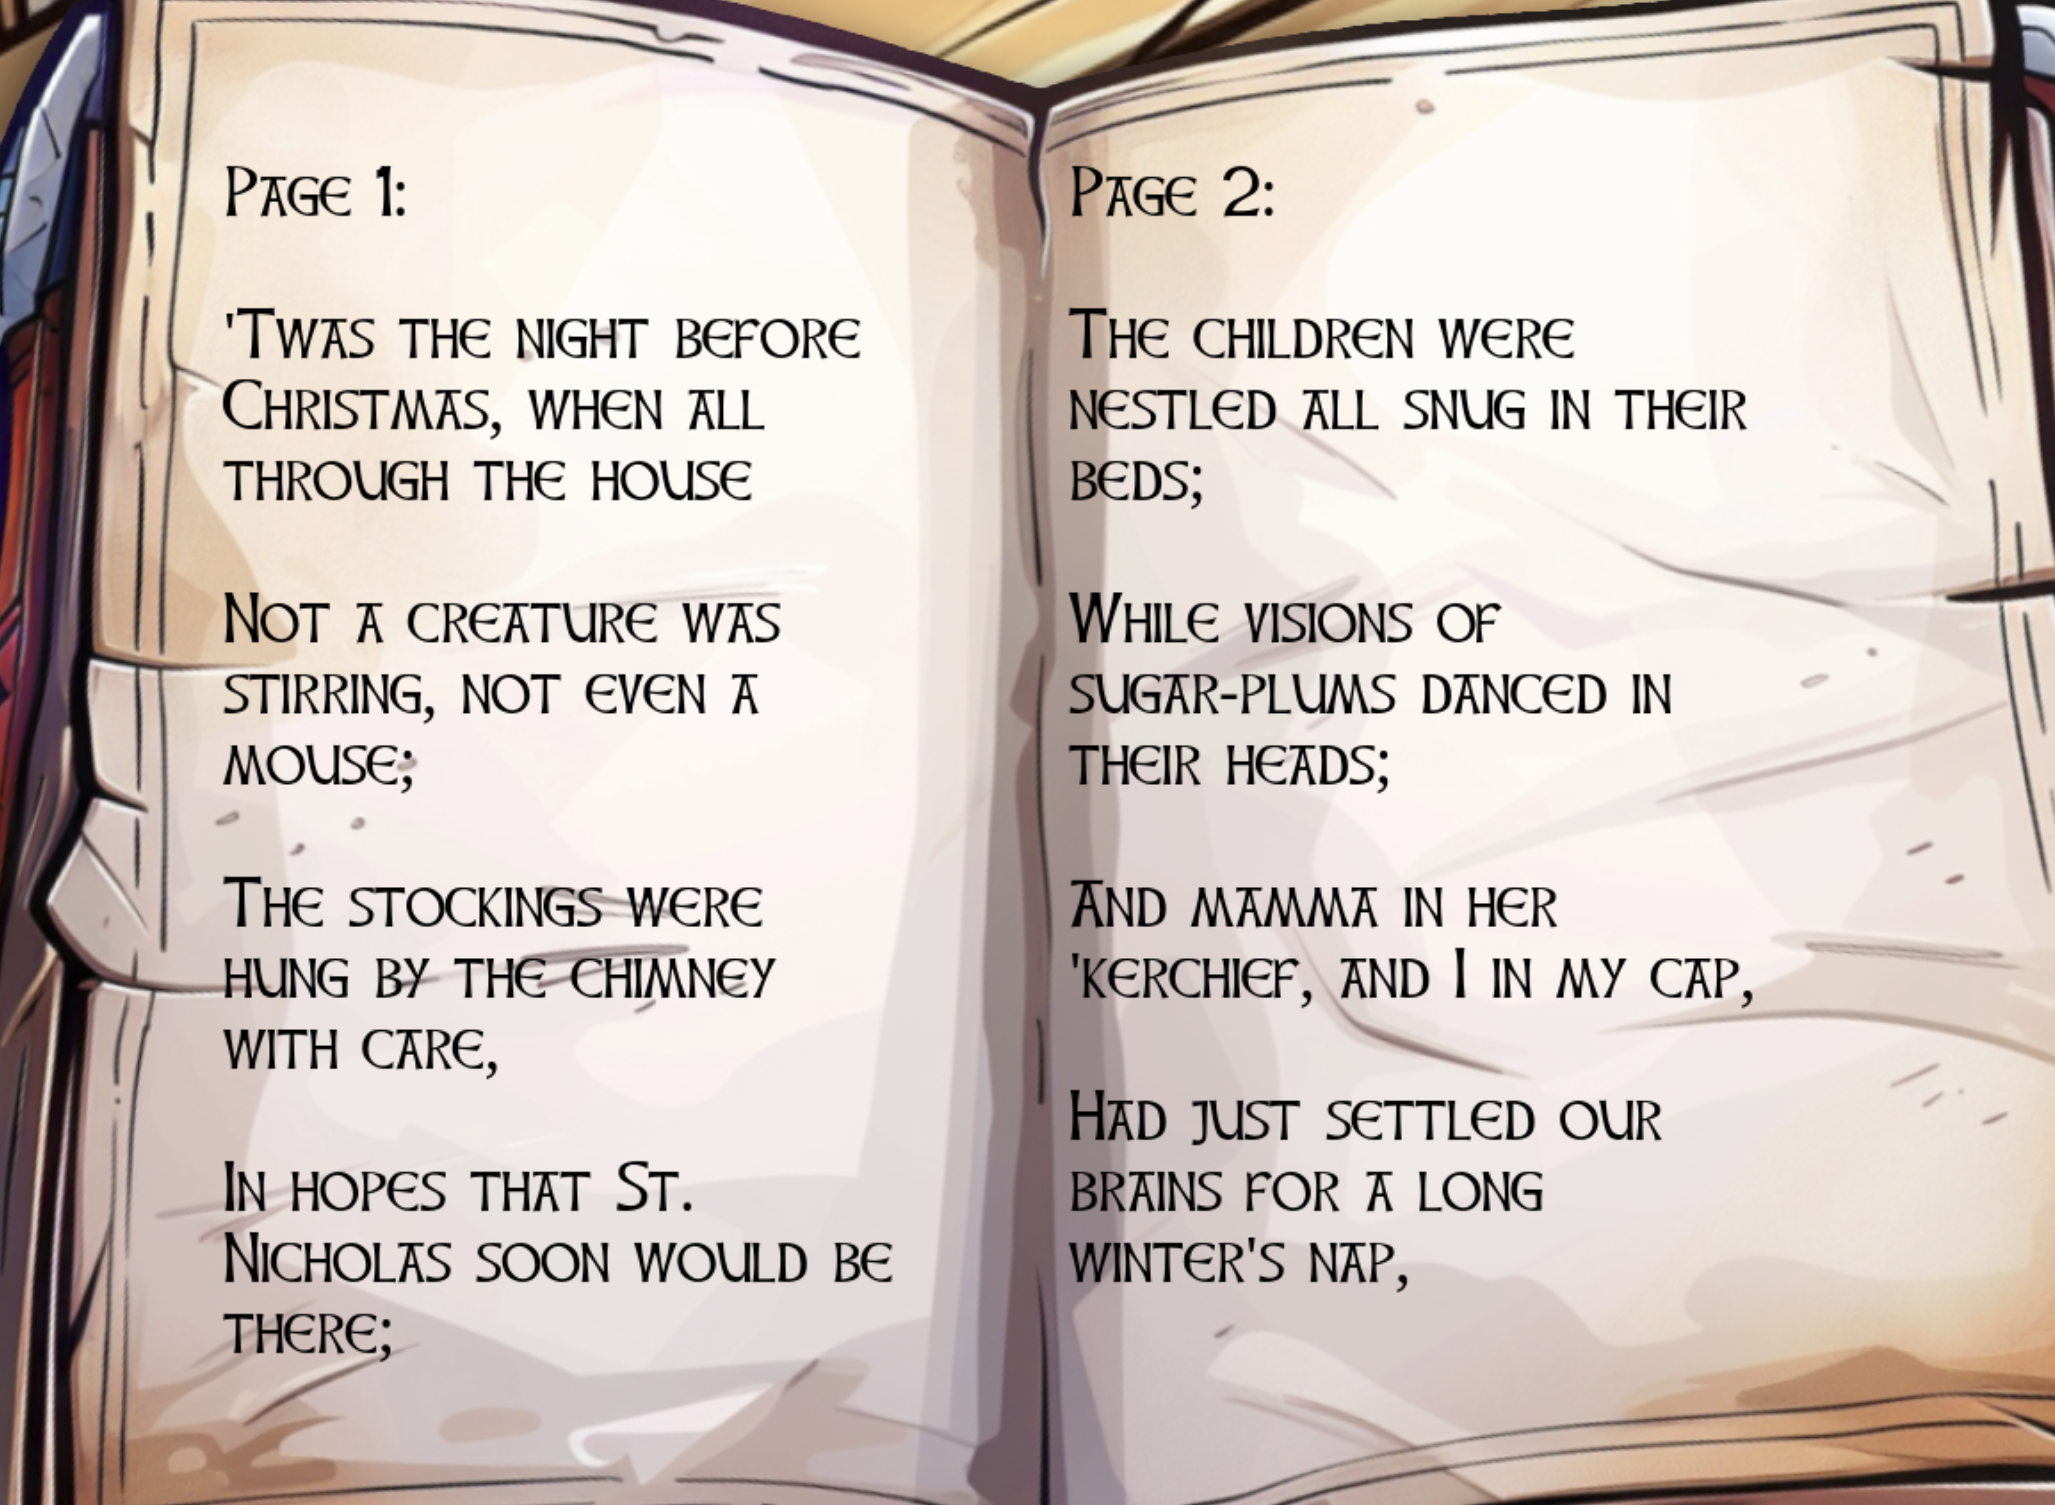 Page 1:
'Twas the night before
Christmas, when all
through the house
Not a creature was
stirring, not even a
mouse;
The stockings were
hung by the chimney
with care,
In hopes that St.
Nicholas soon would be
there;
Page 2:
The children were
nestled all snug in their
beds;
While visions of
sugar-plums danced in
their heads;
And mamma in her
'kerchief, and I in my cap,
Had just settled our
brains for a long
winter's nap,